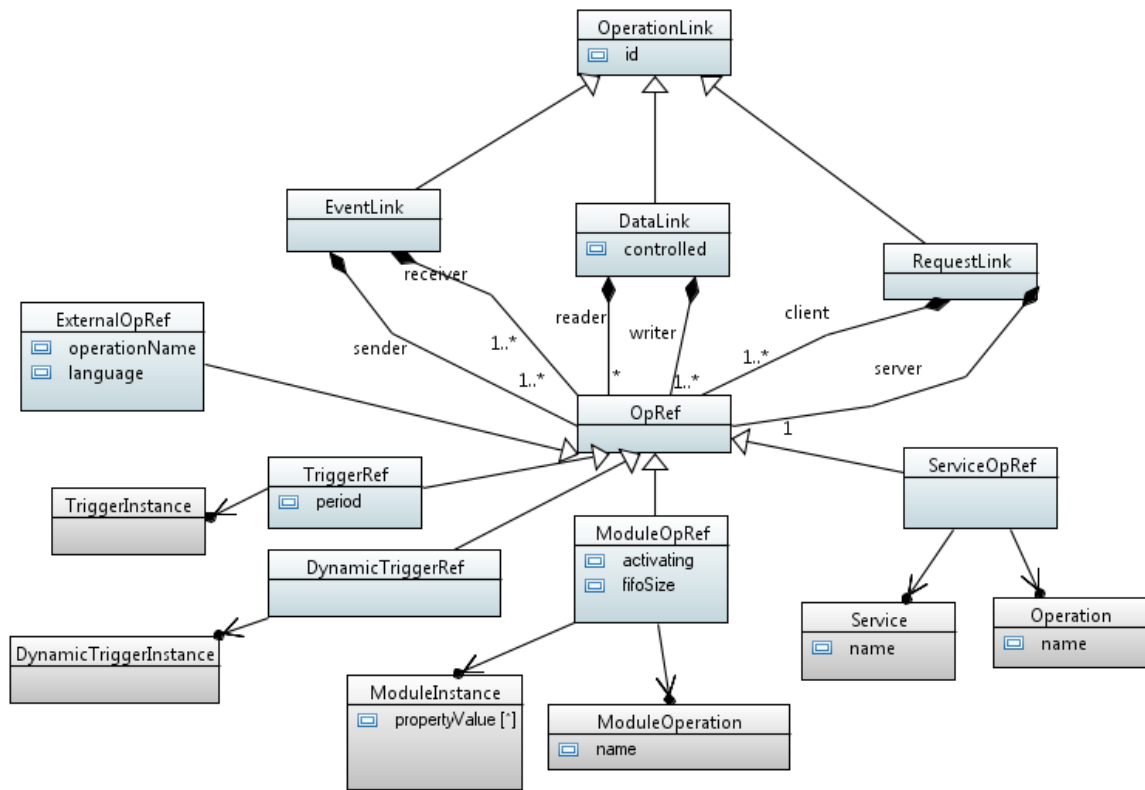 OperationLink
id
EventLink
DataLink
controlled
RequestLink
receiver
reader
writer
client
sender
server
1..*
1..*
*
1..*
1..*
1
ExternalOpRef
operationName
language
OpRef
TriggerInstance
TriggerRef
period
ServiceOpRef
DynamicTriggerRef
ModuleOpRef
activating
fifoSize
DynamicTriggerInstance
Service
name
Operation
name
ModuleInstance
propertyValue [*]
ModuleOperation
name